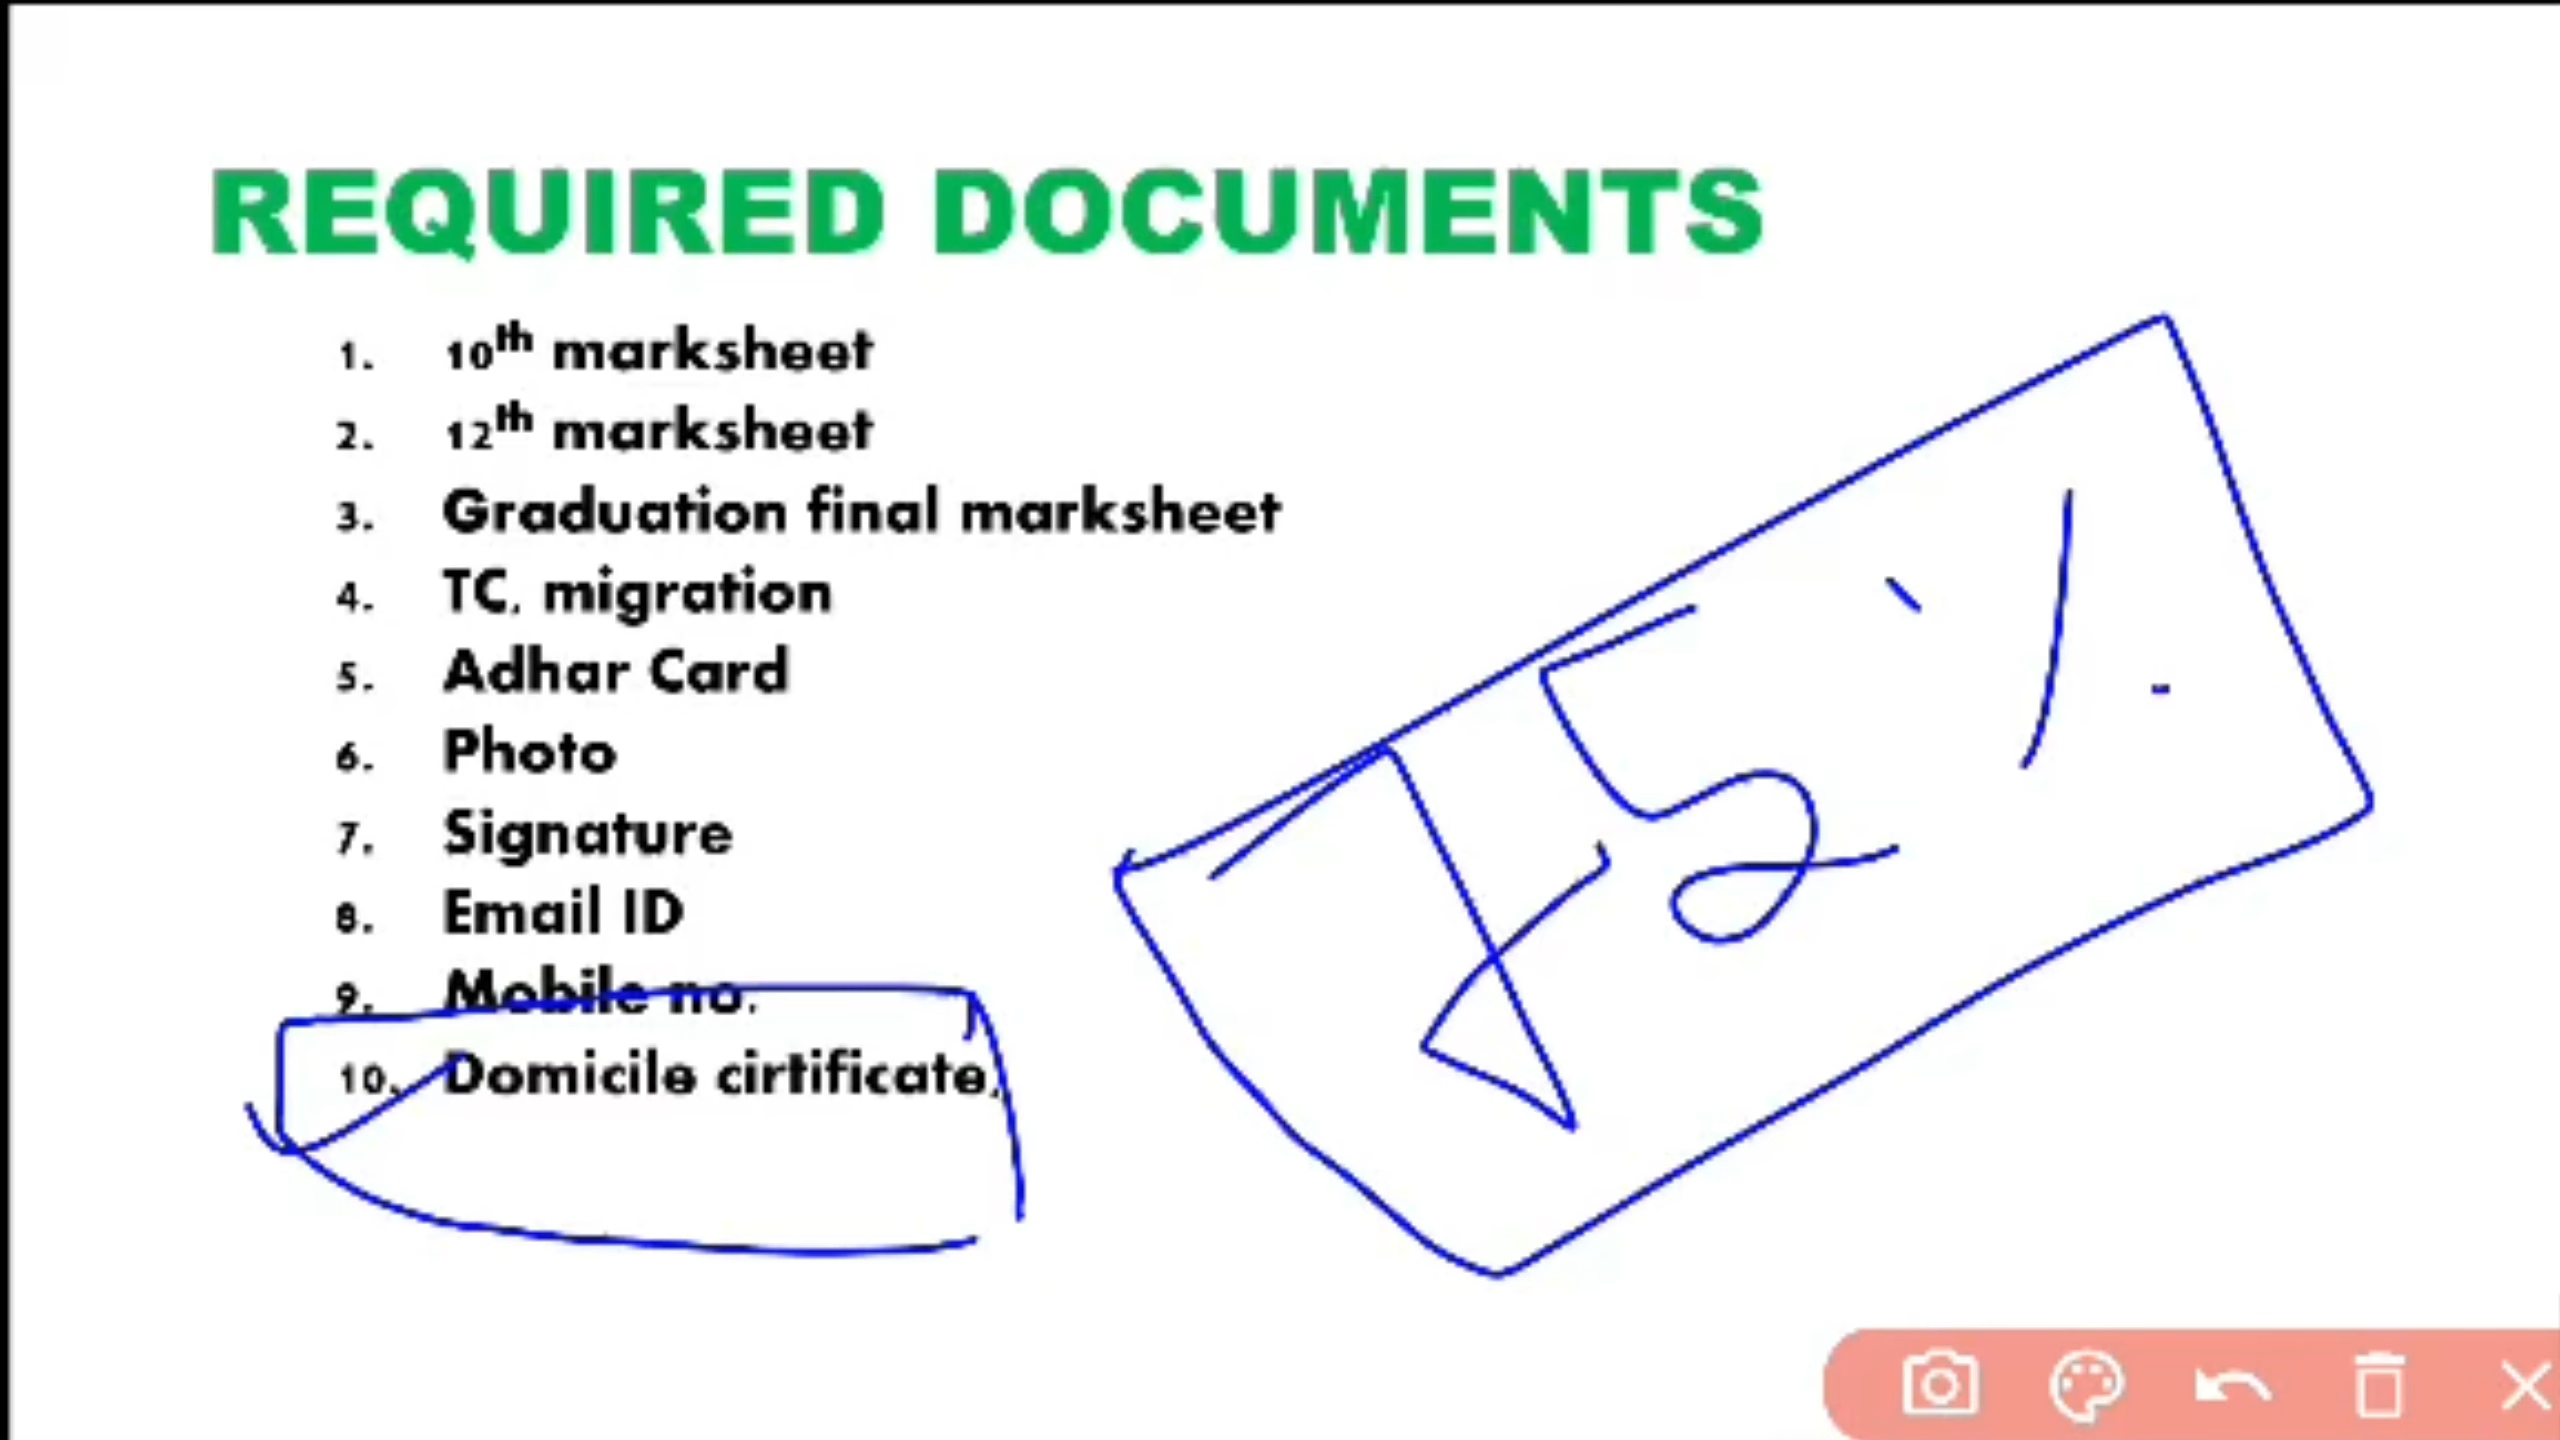 REQUIRED DOCUMENTS
1. 10th marksheet
2. 12th marksheet
3. Graduation final marksheet
4. TC. migration
5. Adhar Card
6. Photo
7. Signature
8. Email ID
9. Mobile no.
10. Domicile cirtificate,